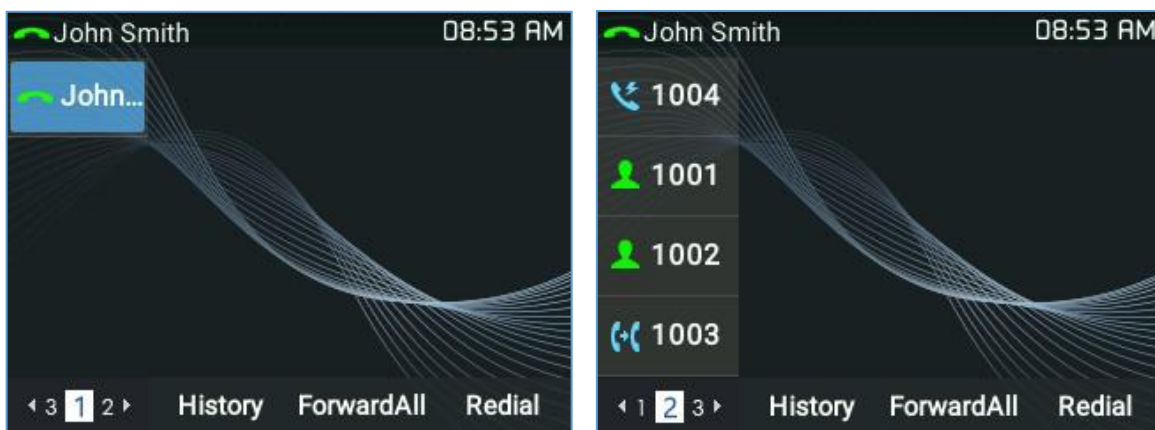 John Smith 08:53 AM
John...
3 1 2 History ForwardAll Redial
John Smith 08:53 AM
1004
1001
1002
1003
1 2 3 History ForwardAll Redial